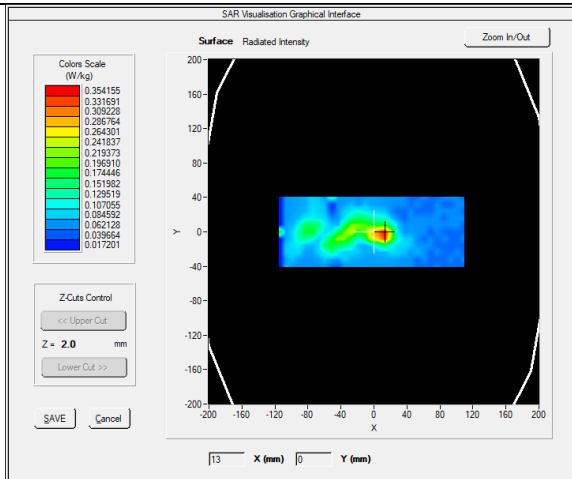 SAR Visualisation Graphical Interface
Surface Radiated Intensity
Zoom In/Out
Colors Scale
(W/kg)
0.354155
0.331691
0.309228
0.286764
0.264301
0.241837
0.219373
0.196910
0.174446
0.151982
0.129519
0.107055
0.084592
0.062128
0.039664
0.017201
Z-Cuts Control
<< Upper Cut
Z = 2.0 mm
Lower Cut >>
SAVE Cancel
200
160
120
80
40
0
-40
-80
-120
-160
-200
Y
-200 -160 -120 -80 -40 0 40 80 120 160 200
X
13 X (mm) 0 Y (mm)